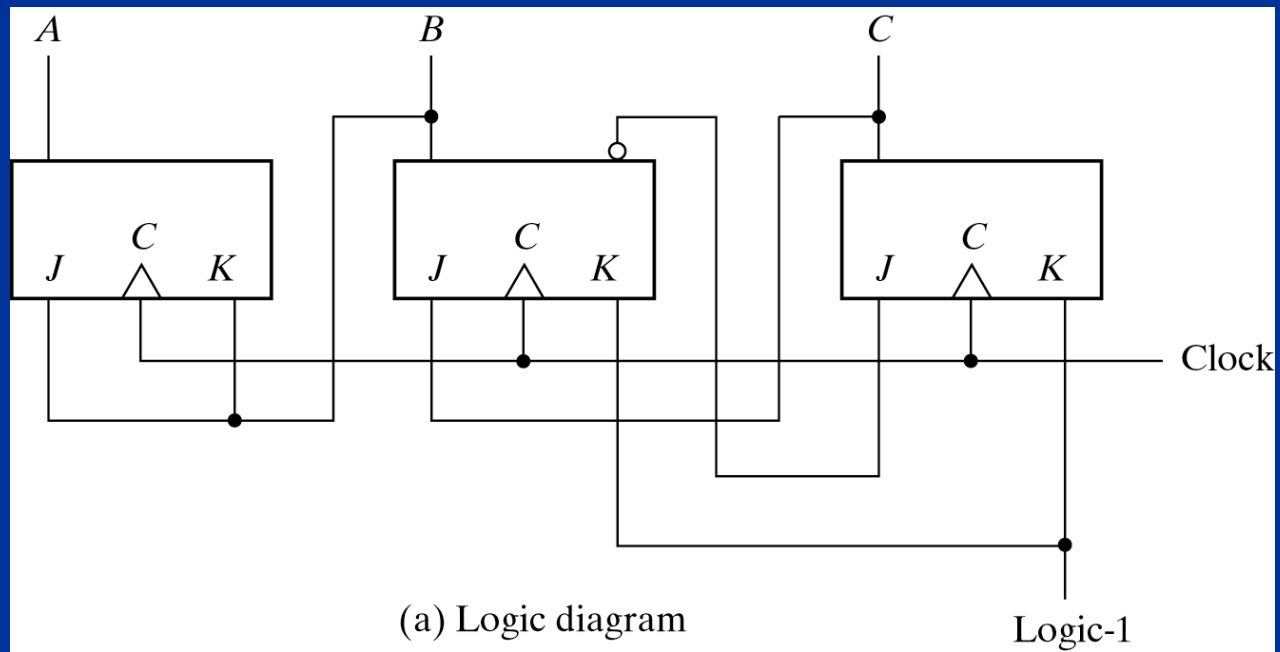 A B C
C C C
J K J K J K
Clock
(a) Logic diagram
Logic-1